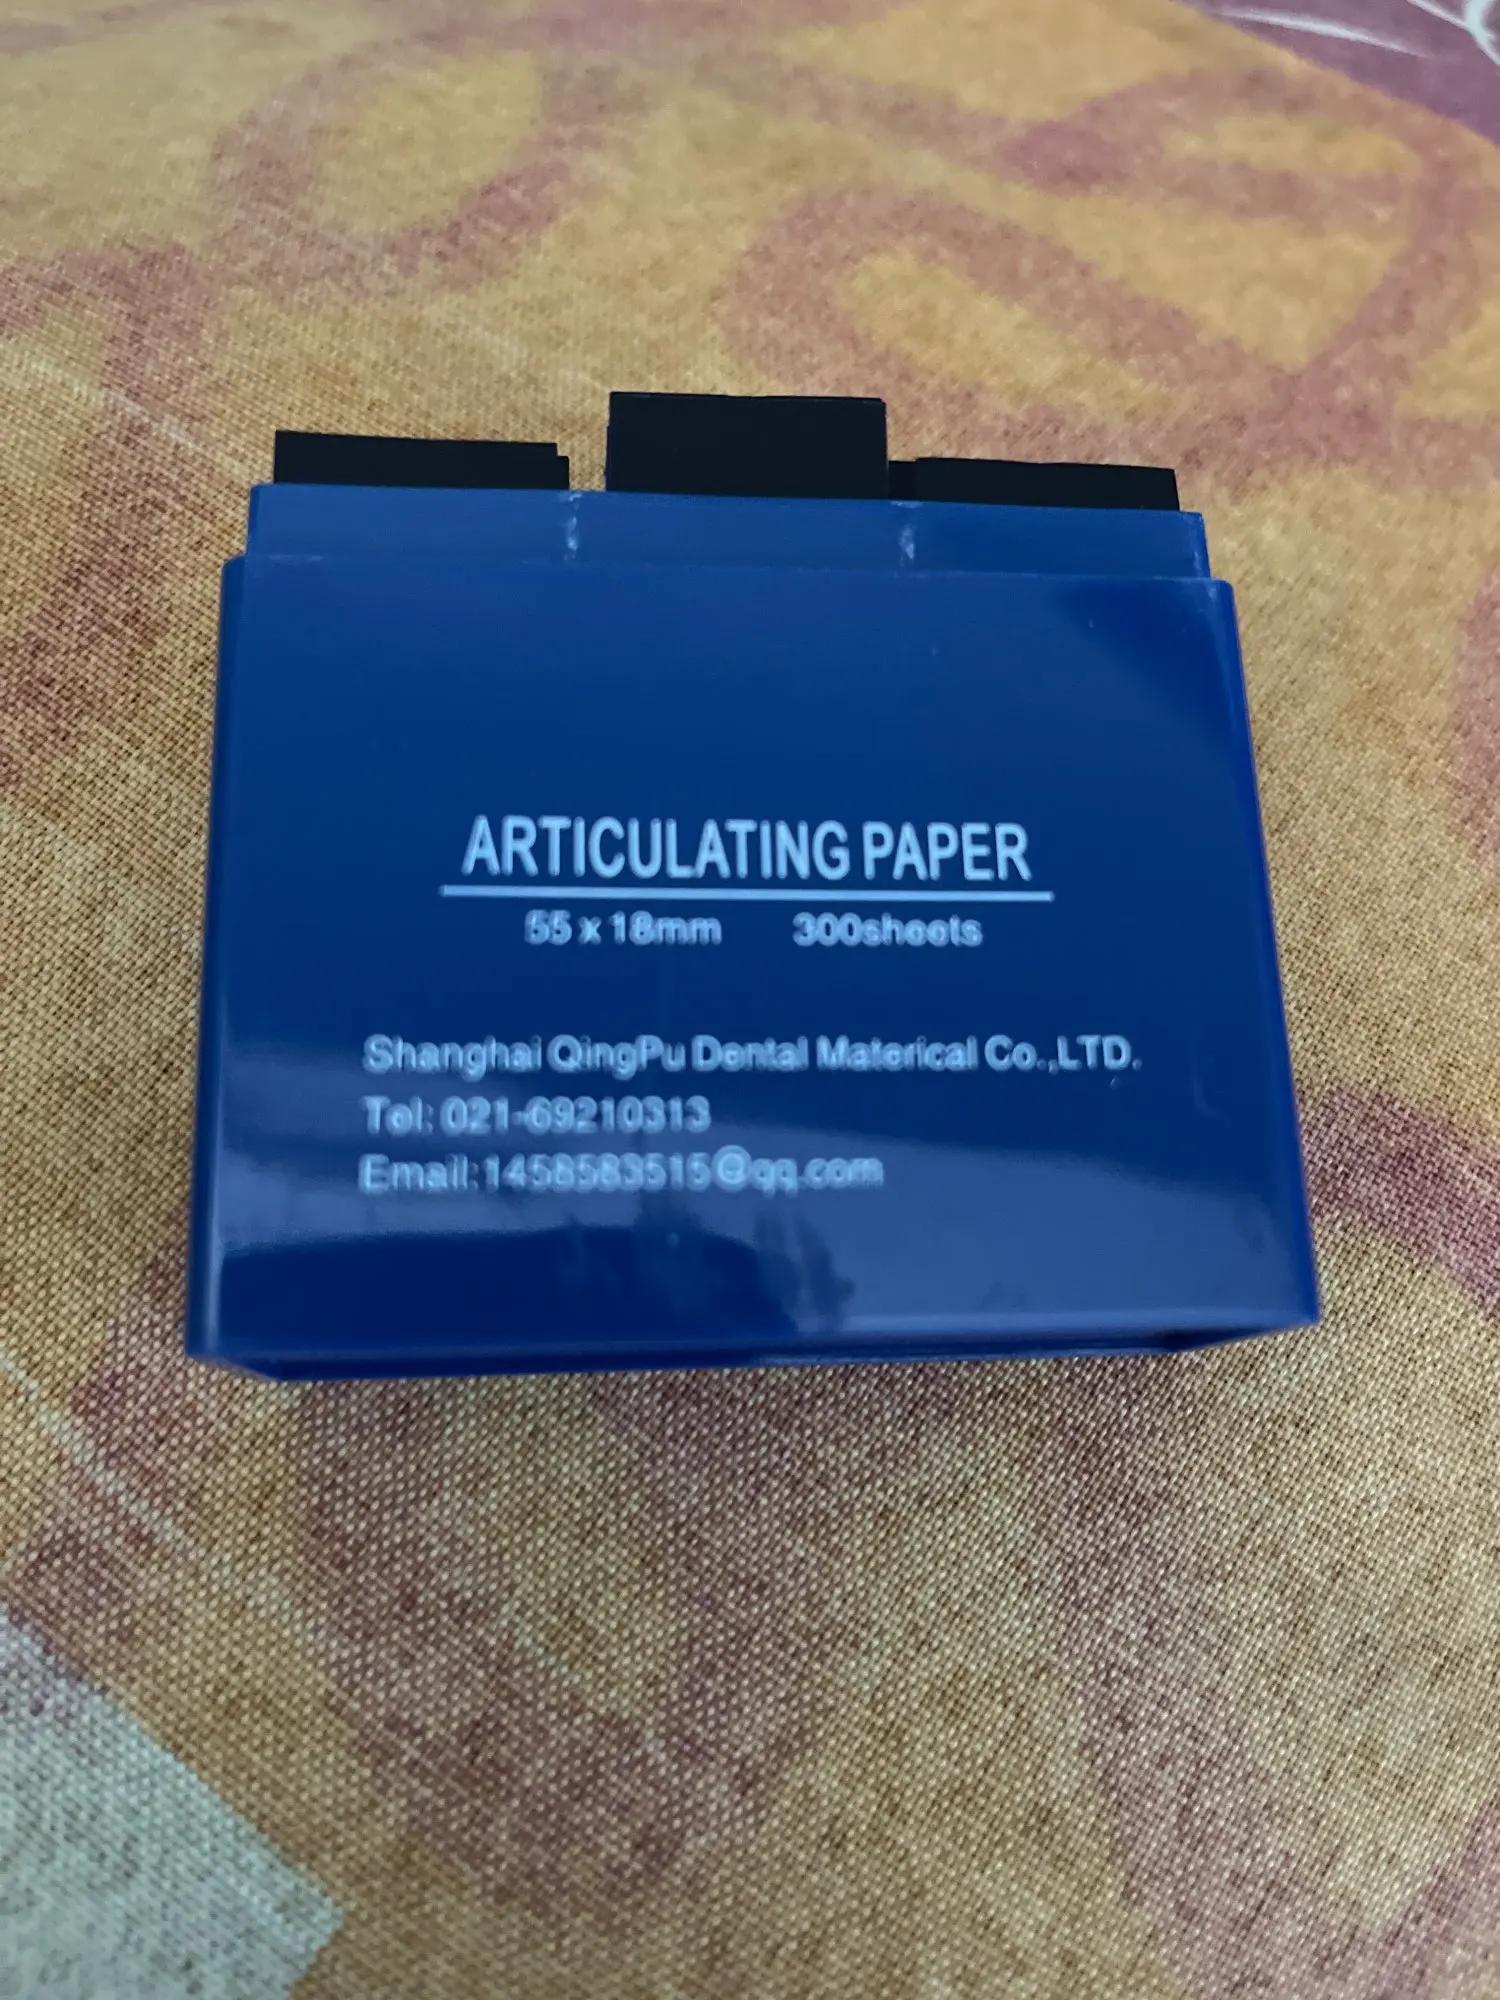 ARTICULATING PAPER
55 x 18mm 300sheets
Shanghai QingPu Dental Materical Co.,LTD.
Tel: 021-69210313
Email:1458583515@qq.com